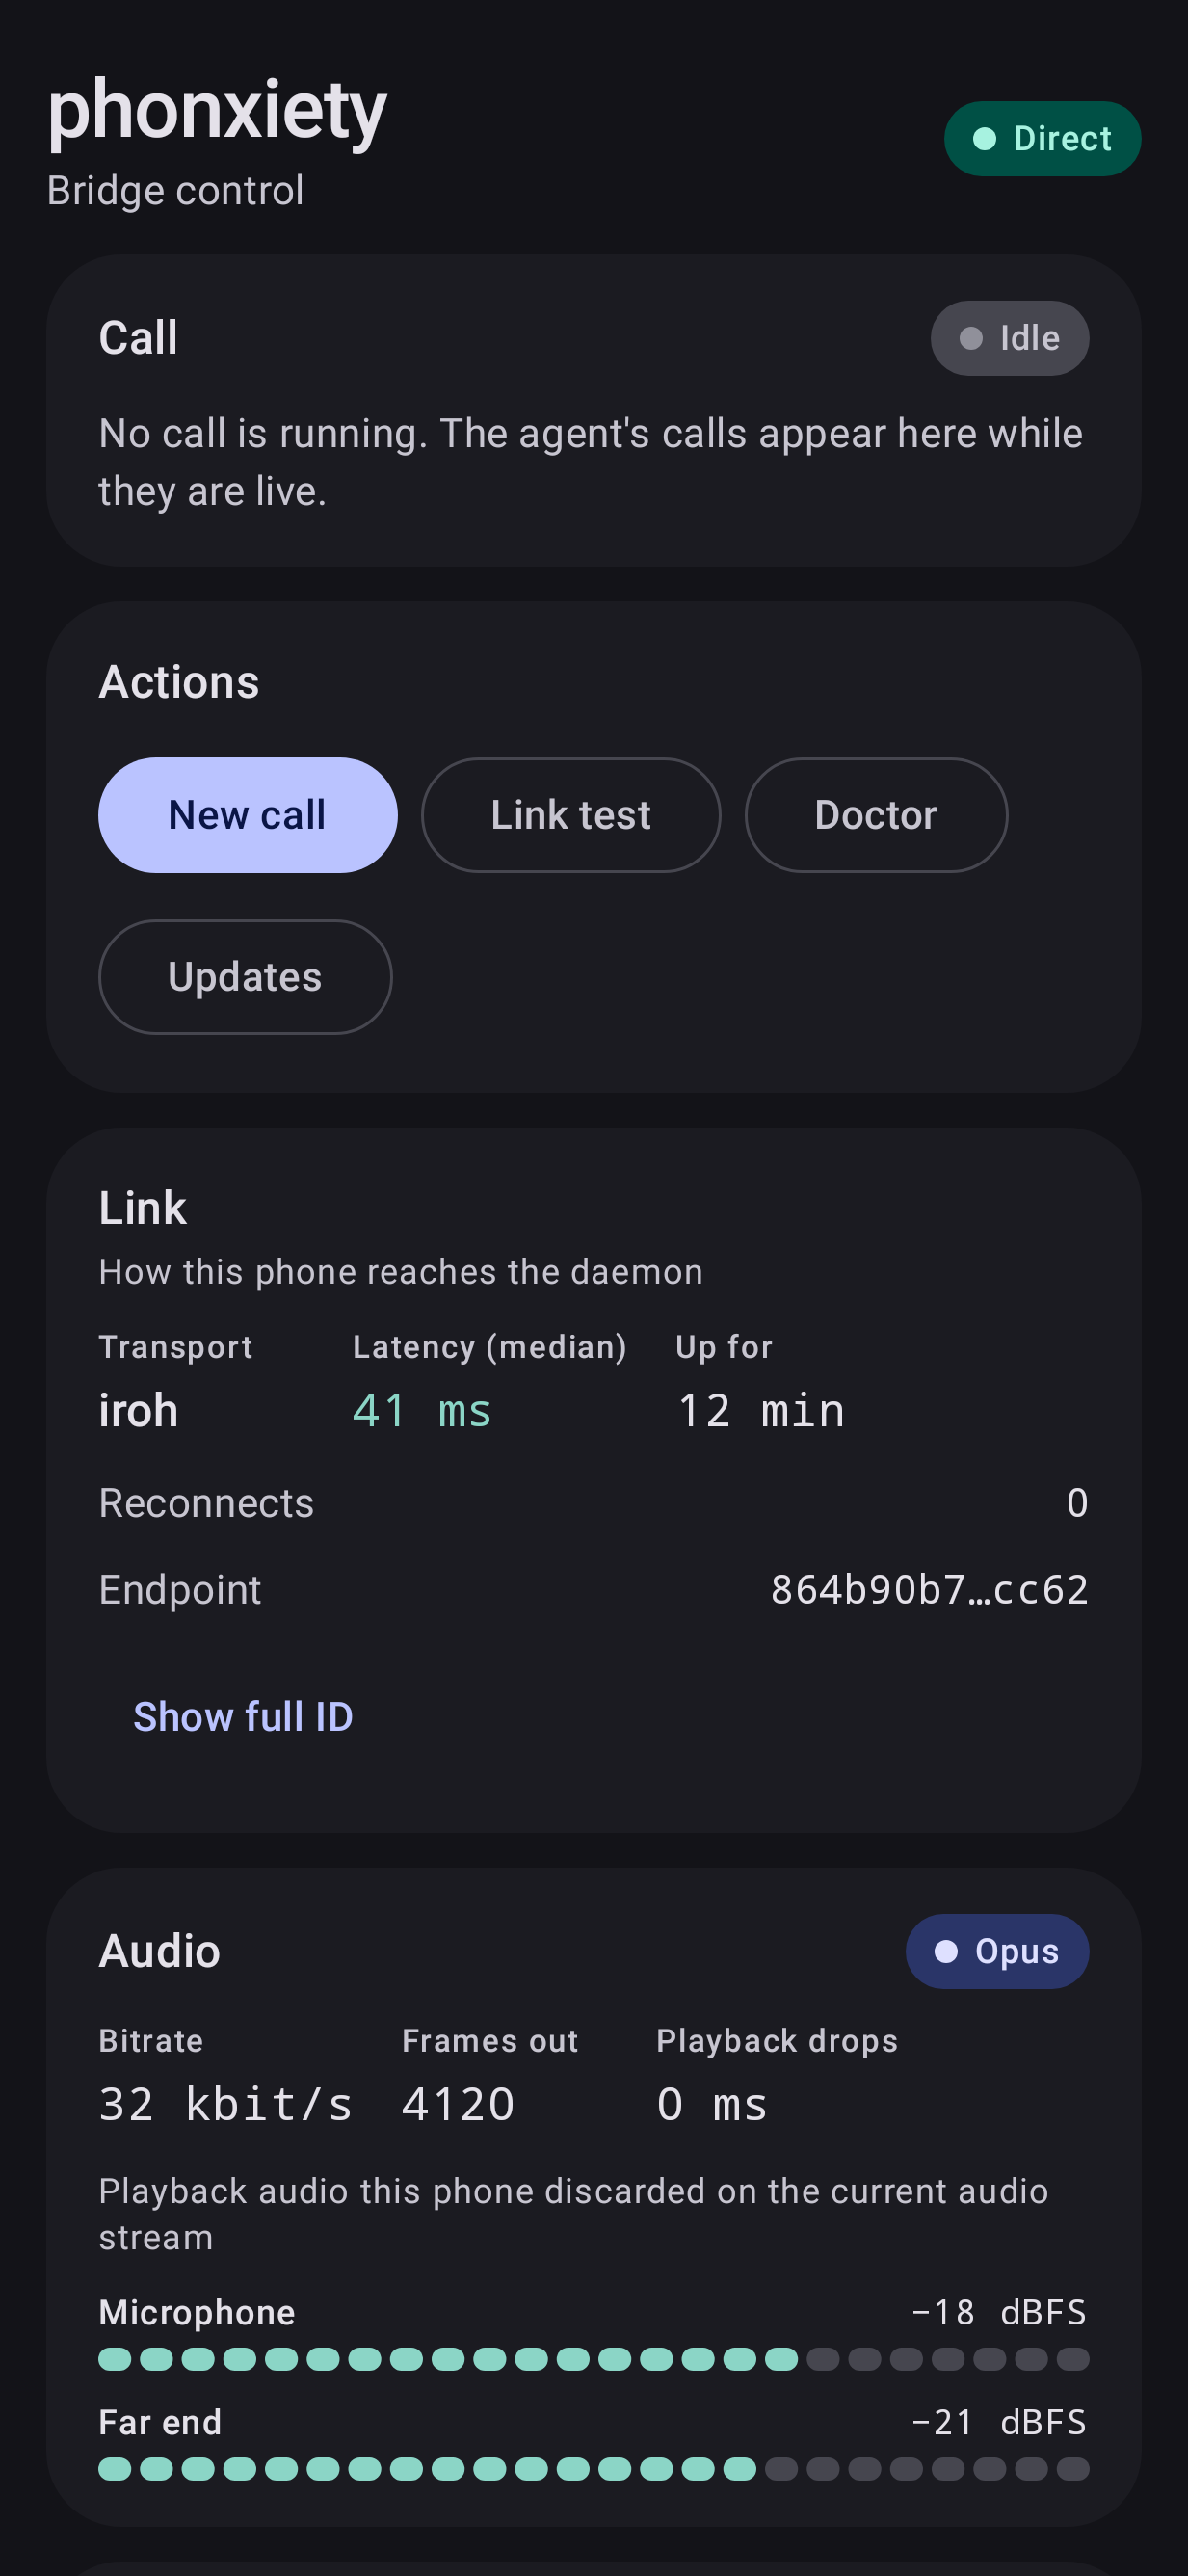 phonxiety
Direct
Bridge control
Call
Idle
No call is running. The agent's calls appear here while
they are live.
Actions
New call
Link test
Doctor
Updates
Link
How this phone reaches the daemon
Transport
Latency (median)
Up for
iroh
41 ms
12 min
Reconnects
0
Endpoint
864b90b7…cc62
Show full ID
Audio
Opus
Bitrate
Frames out
Playback drops
32 kbit/s
4120
0 ms
Playback audio this phone discarded on the current audio
stream
Microphone
−18 dBFS
Far end
−21 dBFS